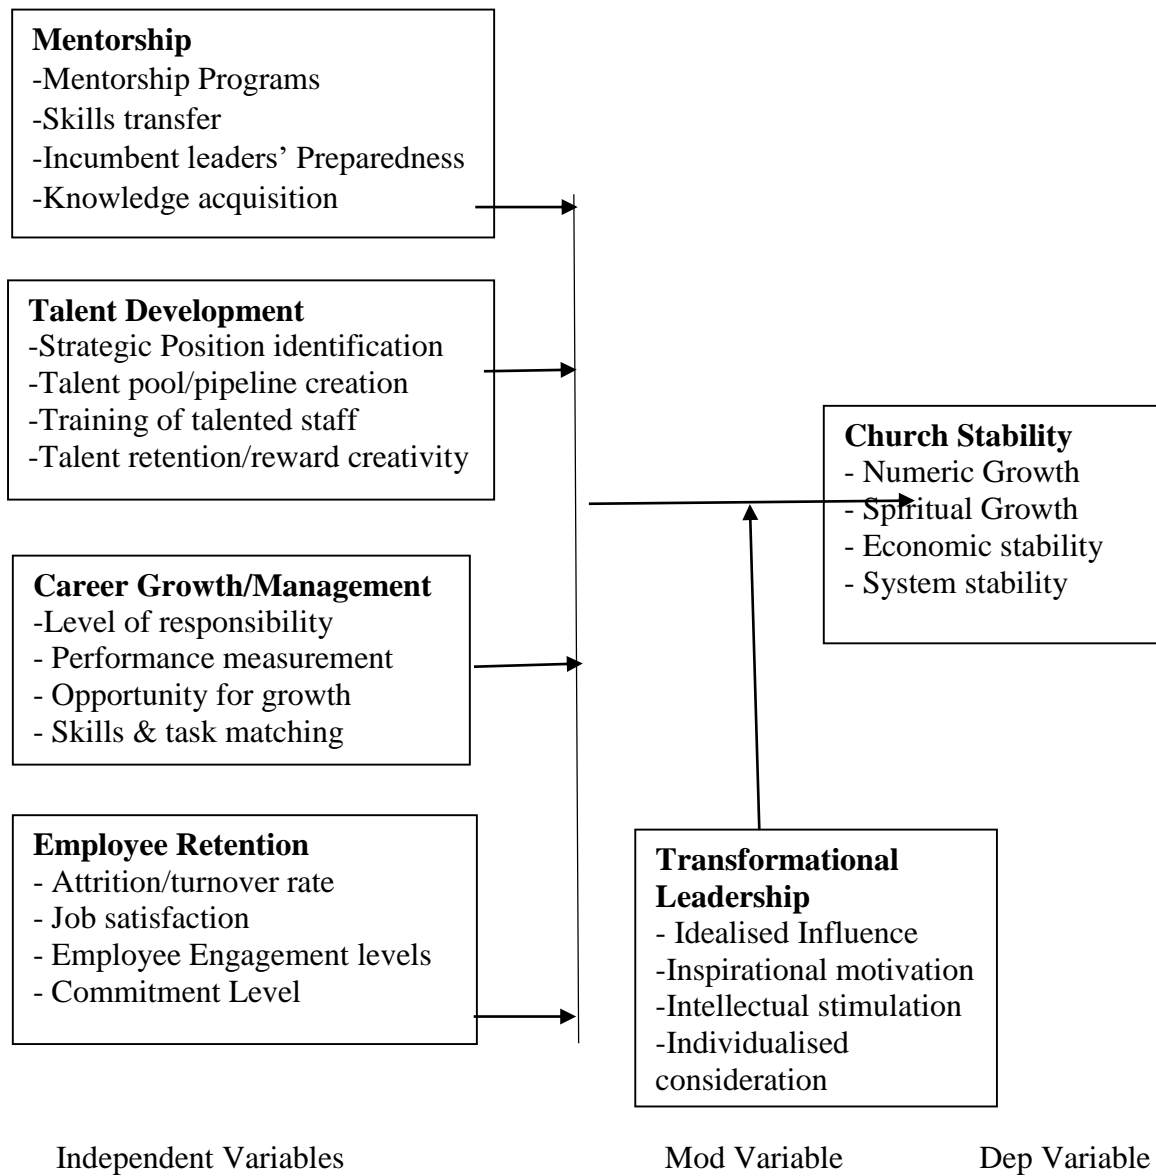 Mentorship
-Mentorship Programs
-Skills transfer
-Incumbent leaders’ Preparedness
-Knowledge acquisition
Talent Development
-Strategic Position identification
-Talent pool/pipeline creation
-Training of talented staff
-Talent retention/reward creativity
Career Growth/Management
-Level of responsibility
- Performance measurement
- Opportunity for growth
- Skills & task matching
Employee Retention
- Attrition/turnover rate
- Job satisfaction
- Employee Engagement levels
- Commitment Level
Church Stability
- Numeric Growth
- Spiritual Growth
- Economic stability
- System stability
Transformational
Leadership
- Idealised Influence
-Inspirational motivation
-Intellectual stimulation
-Individualised
consideration
Independent Variables
Mod Variable
Dep Variable